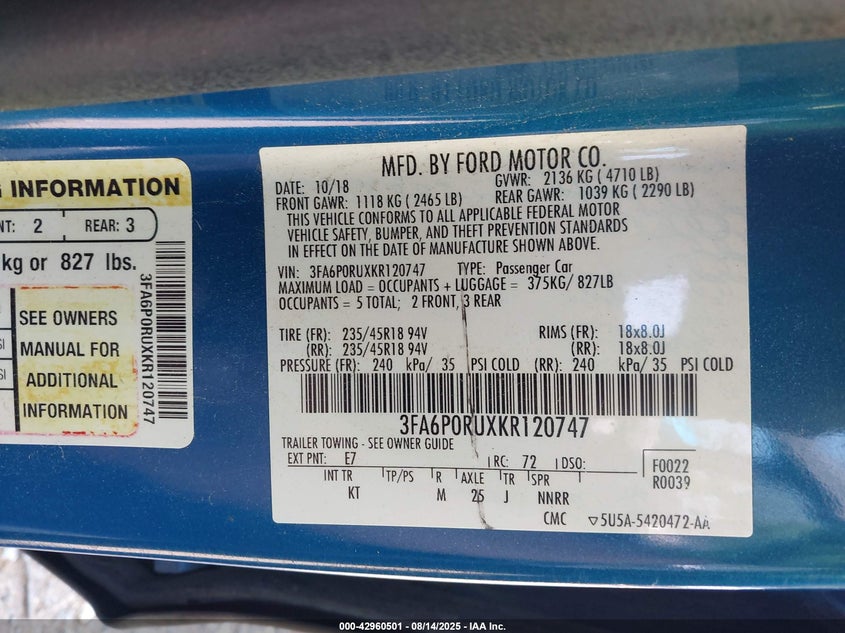 G INFORMATION
NT: 2 REAR: 3
kg or 827 lbs.
SEE OWNERS
MANUAL FOR
ADDITIONAL
INFORMATION
3FA6P0RUXKR120747
MFD. BY FORD MOTOR CO.
DATE: 10/18 GVWR: 2136 KG ( 4710 LB)
FRONT GAWR: 1118 KG ( 2465 LB) REAR GAWR: 1039 KG ( 2290 LB)
THIS VEHICLE CONFORMS TO ALL APPLICABLE FEDERAL MOTOR
VEHICLE SAFETY, BUMPER, AND THEFT PREVENTION STANDARDS
IN EFFECT ON THE DATE OF MANUFACTURE SHOWN ABOVE.
VIN: 3FA6P0RUXKR120747 TYPE: Passenger Car
MAXIMUM LOAD = OCCUPANTS + LUGGAGE = 375KG/ 827LB
OCCUPANTS = 5 TOTAL; 2 FRONT, 3 REAR
TIRE (FR): 235/45R18 94V RIMS (FR): 18x8.0J
(RR): 235/45R18 94V (RR): 18x8.0J
PRESSURE (FR): 240 kPa/ 35 PSI COLD (RR): 240 kPa/ 35 PSI COLD
3FA6P0RUXKR120747
TRAILER TOWING - SEE OWNER GUIDE
EXT PNT: E7 RC: 72 DSO: F0022
R0039
INT TR TP/PS R AXLE TR SPR
KT M 25 J NNRR
CMC ▽5U5A-5420472-AA
000-42960501 - 08/14/2025 - IAA Inc.